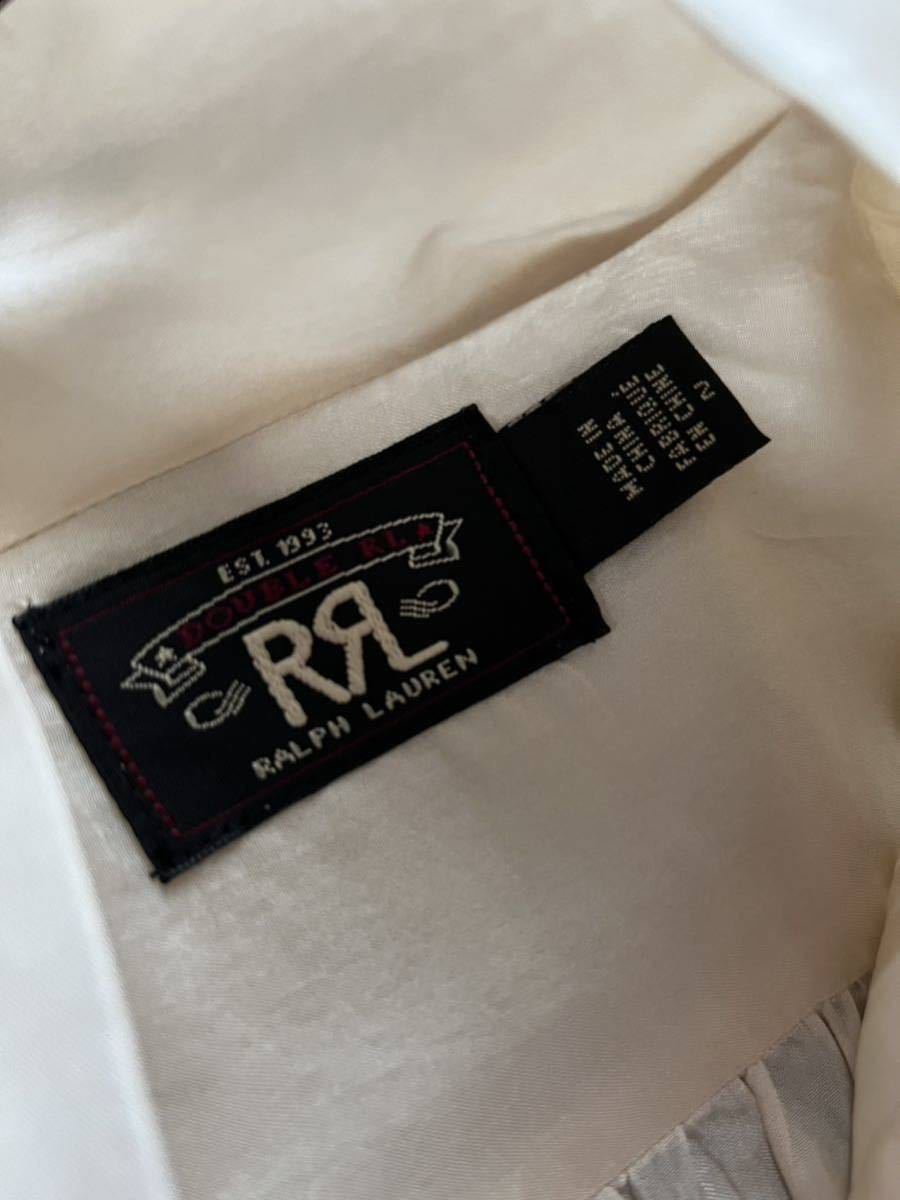 EST. 1993
DOUBLE RL
RRL
RALPH LAUREN
MADE IN
CHINA
FABRIQUE
EN CHINE